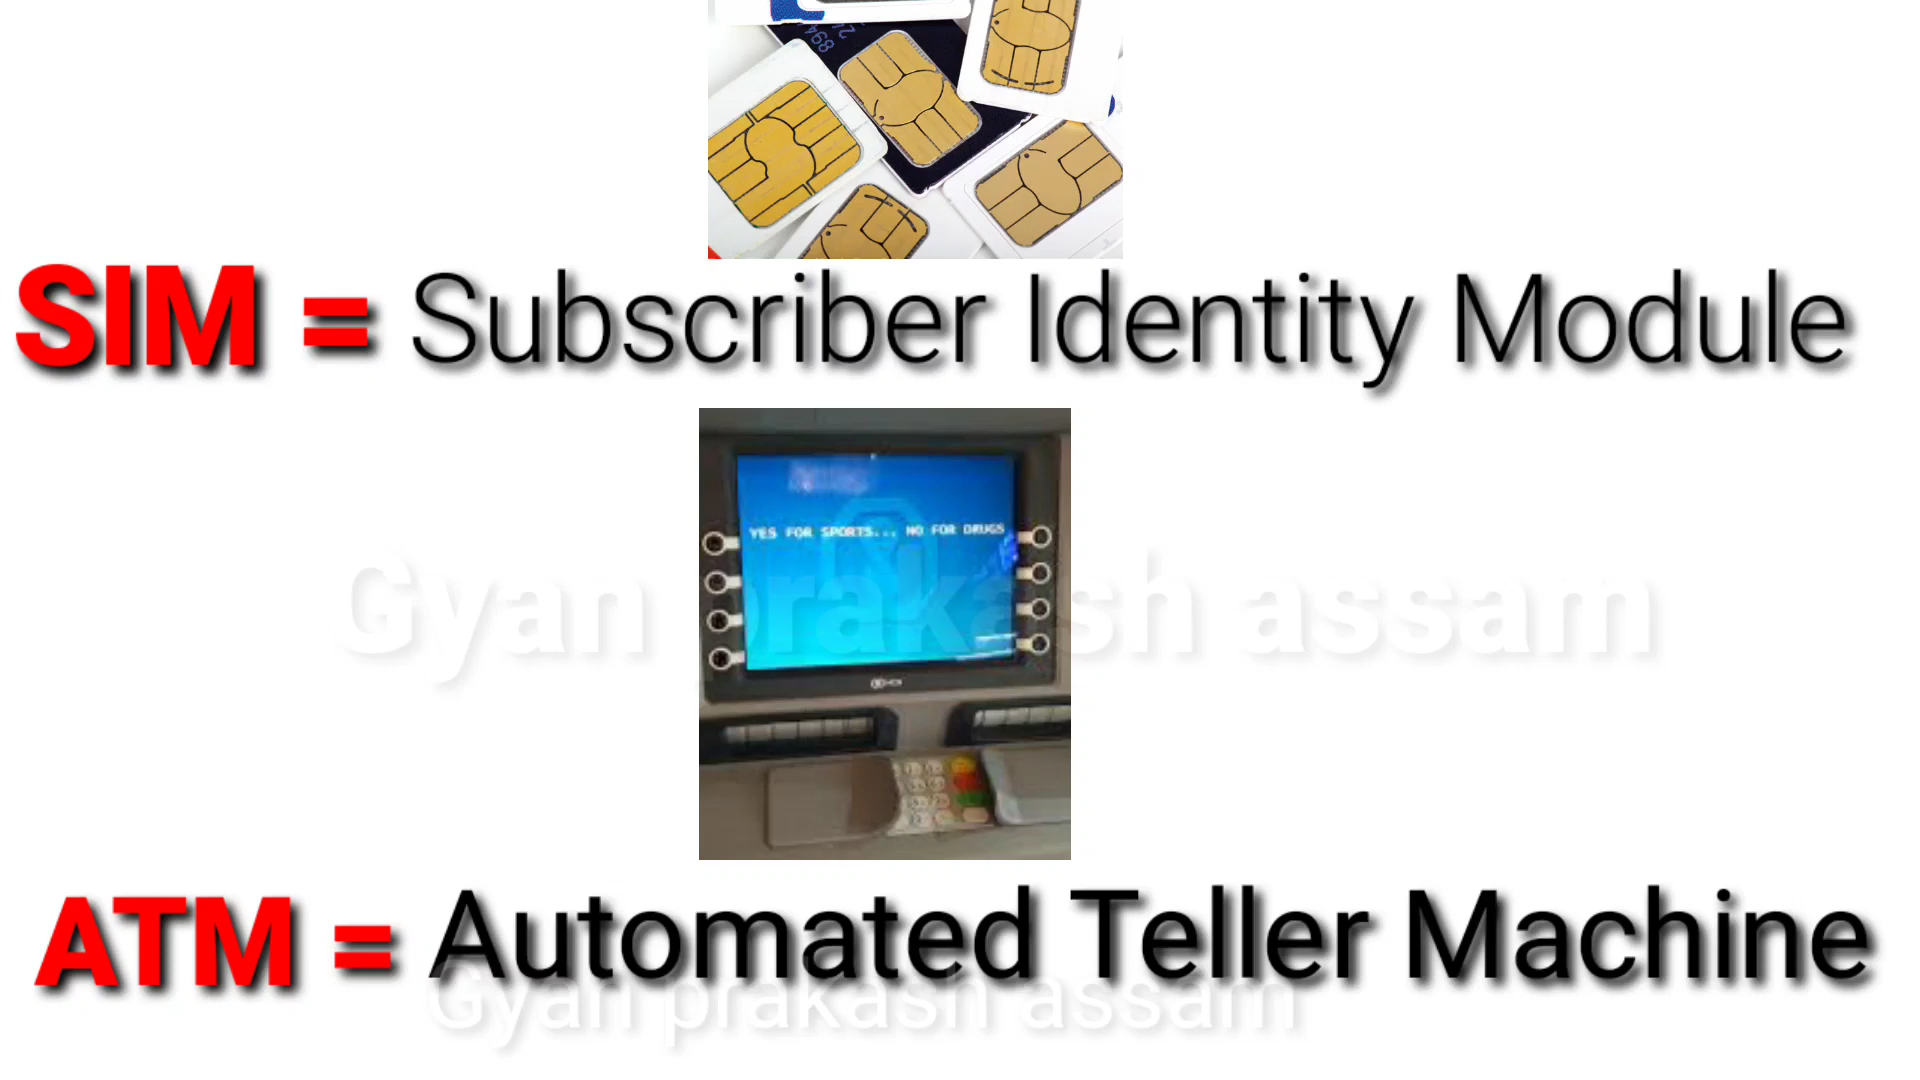 SIM = Subscriber Identity Module
YES FOR SPORTS... NO FOR DRUGS
Gyan prakash assam
ATM = Automated Teller Machine
Gyan prakash assam